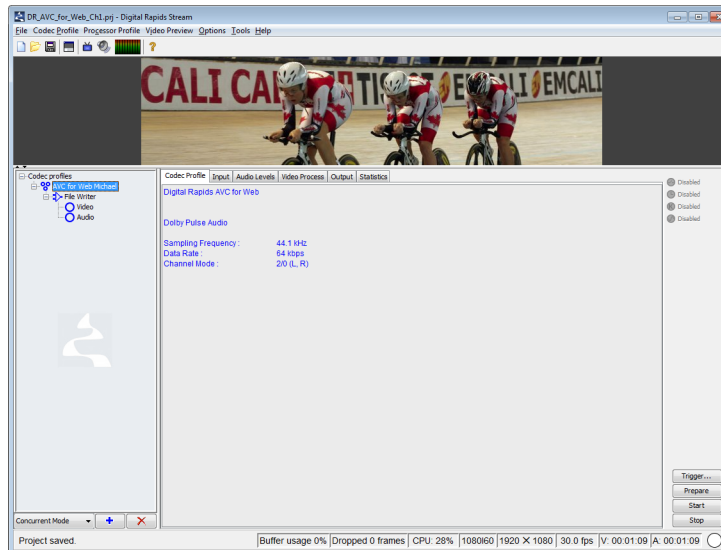 DR_AVC_for_Web_Ch1.prj - Digital Rapids Stream
File Codec Profile Processor Profile Video Preview Options Tools Help
CALI CAL TIS EMCALI EMCALI
Codec profiles
AVC for Web Michael
File Writer
Video
Audio
Codec Profile Input Audio Levels Video Process Output Statistics
Digital Rapids AVC for Web
Dolby Pulse Audio
Sampling Frequency : 44.1 kHz
Data Rate : 64 kbps
Channel Mode : 2/0 (L, R)
Disabled
Disabled
Disabled
Disabled
Trigger...
Prepare
Start
Stop
Concurrent Mode
Project saved.
Buffer usage 0% Dropped 0 frames CPU: 28% 1080i60 1920 X 1080 30.0 fps V: 00:01:09 A: 00:01:09